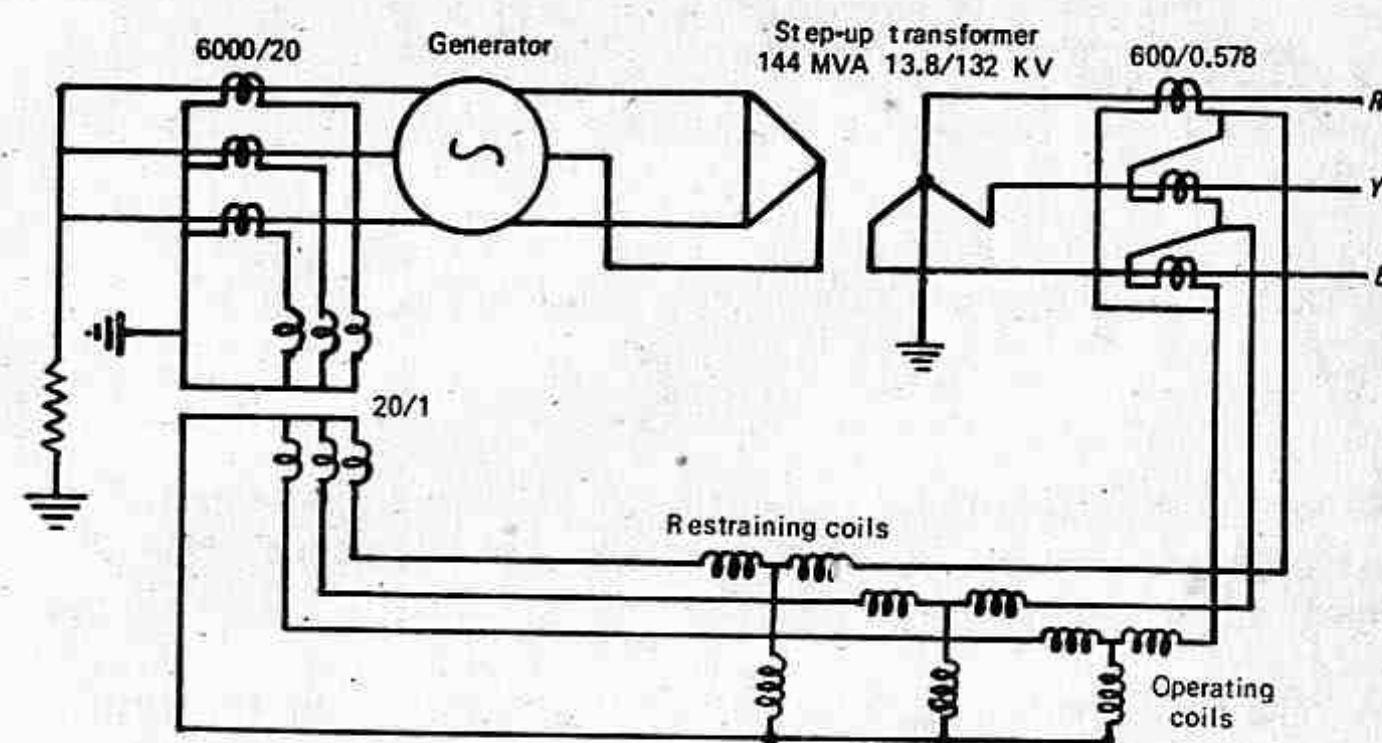 6000/20
Generator
Step-up transformer
144 MVA 13.8/132 KV
600/0.578
R
Y
20/1
Restraining coils
Operating
coils